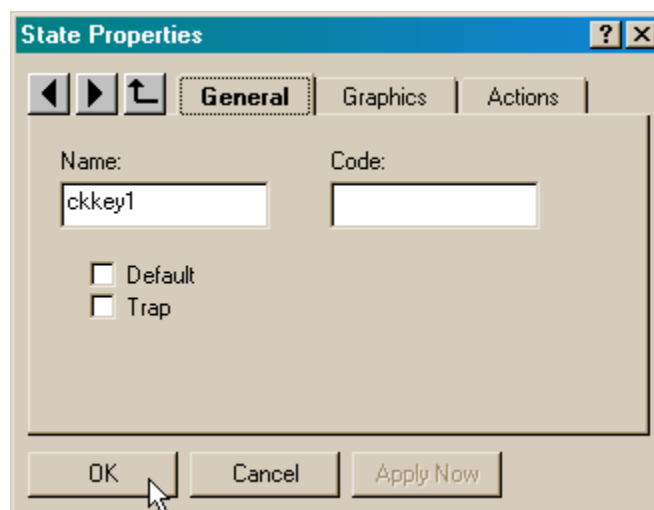 State Properties
General Graphics Actions
Name: Code:
ckkey1
Default
Trap
OK Cancel Apply Now